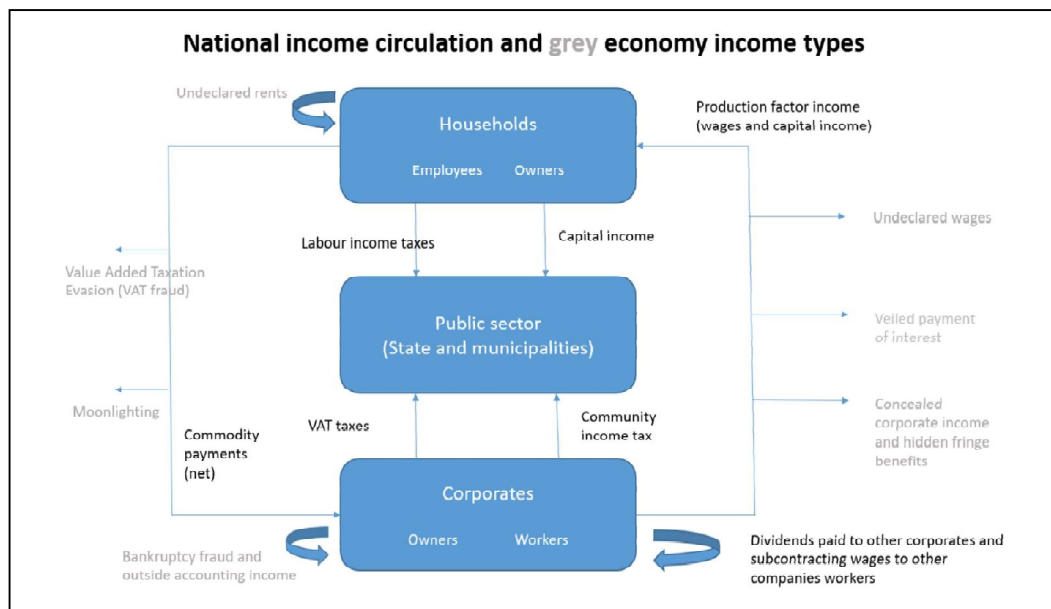 National income circulation and grey economy income types
Undeclared rents
Households
Employees Owners
Production factor income
(wages and capital income)
Labour income taxes
Capital income
Undeclared wages
Value Added Taxation
Evasion (VAT fraud)
Public sector
(State and municipalities)
Veiled payment
of interest
Moonlighting
Commodity
payments
(net)
VAT taxes
Community
income tax
Concealed
corporate income
and hidden fringe
benefits
Corporates
Owners Workers
Bankruptcy fraud and
outside accounting income
Dividends paid to other corporates and
subcontracting wages to other
companies workers